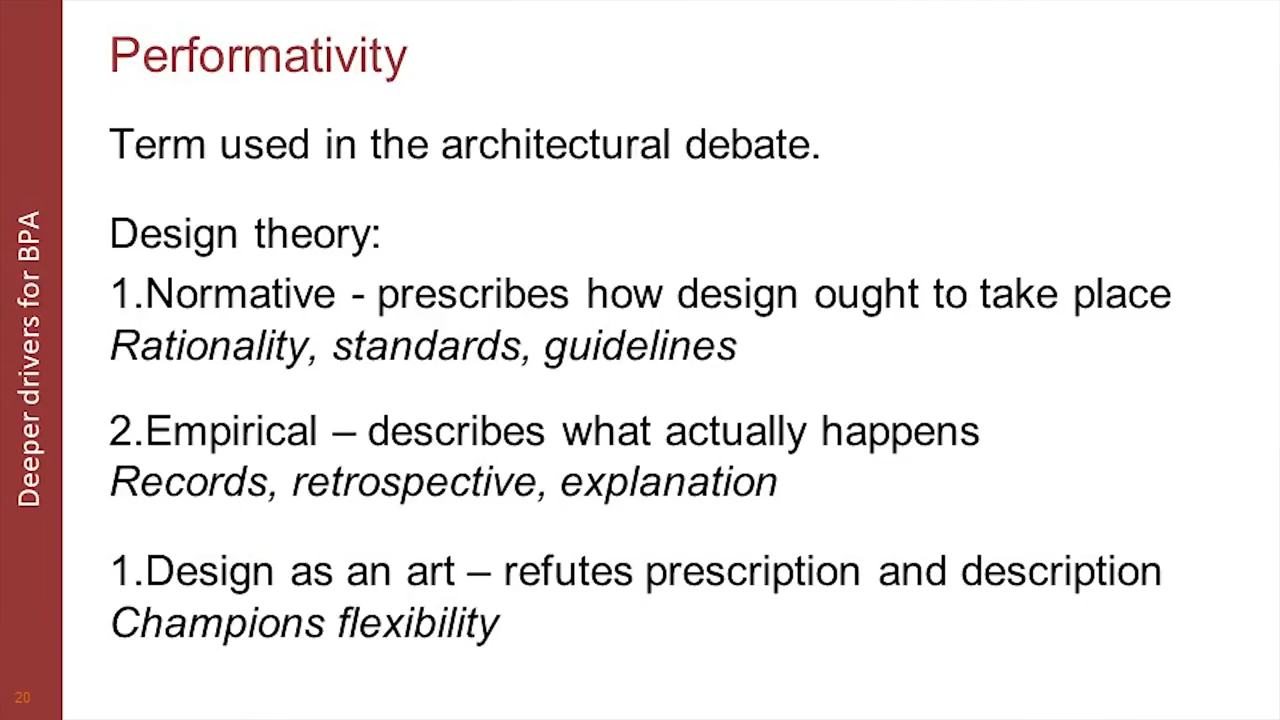 Performativity
Term used in the architectural debate.
Design theory:
1.Normative - prescribes how design ought to take place
Rationality, standards, guidelines
2.Empirical – describes what actually happens
Records, retrospective, explanation
1.Design as an art – refutes prescription and description
Champions flexibility
Deeper drivers for BPA
20